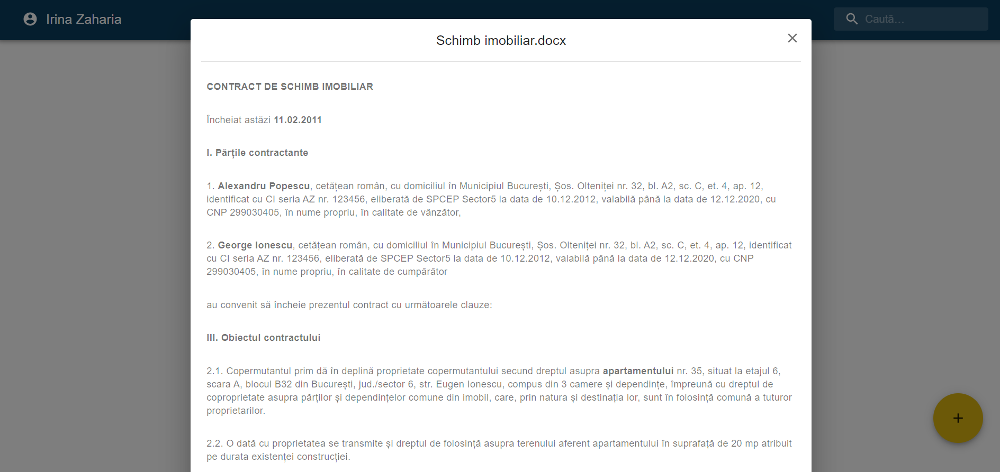 Irina Zaharia
Caută...
Schimb imobiliar.docx
CONTRACT DE SCHIMB IMOBILIAR
Încheiat astăzi 11.02.2011
I. Părțile contractante
1. Alexandru Popescu, cetățean român, cu domiciliul în Municipiul București, Șos. Olteniței nr. 32, bl. A2, sc. C, et. 4, ap. 12,
identificat cu CI seria AZ nr. 123456, eliberată de SPCEP Sector5 la data de 10.12.2012, valabilă până la data de 12.12.2020, cu
CNP 299030405, în nume propriu, în calitate de vânzător,
2. George Ionescu, cetățean român, cu domiciliul în Municipiul București, Șos. Olteniței nr. 32, bl. A2, sc. C, et. 4, ap. 12, identificat
cu CI seria AZ nr. 123456, eliberată de SPCEP Sector5 la data de 10.12.2012, valabilă până la data de 12.12.2020, cu CNP
299030405, în nume propriu, în calitate de cumpărător
au convenit să încheie prezentul contract cu următoarele clauze:
III. Obiectul contractului
2.1. Copermutantul prim dă în deplină proprietate copermutantului secund dreptul asupra apartamentului nr. 35, situat la etajul 6,
scara A, blocul B32 din București, jud./sector 6, str. Eugen Ionescu, compus din 3 camere și dependințe, împreună cu dreptul de
coproprietate asupra părților și dependințelor comune din imobil, care, prin natura și destinația lor, sunt în folosință comună a tuturor
proprietarilor.
2.2. O dată cu proprietatea se transmite și dreptul de folosință asupra terenului aferent apartamentului în suprafață de 20 mp atribuit
pe durata existenței construcției.